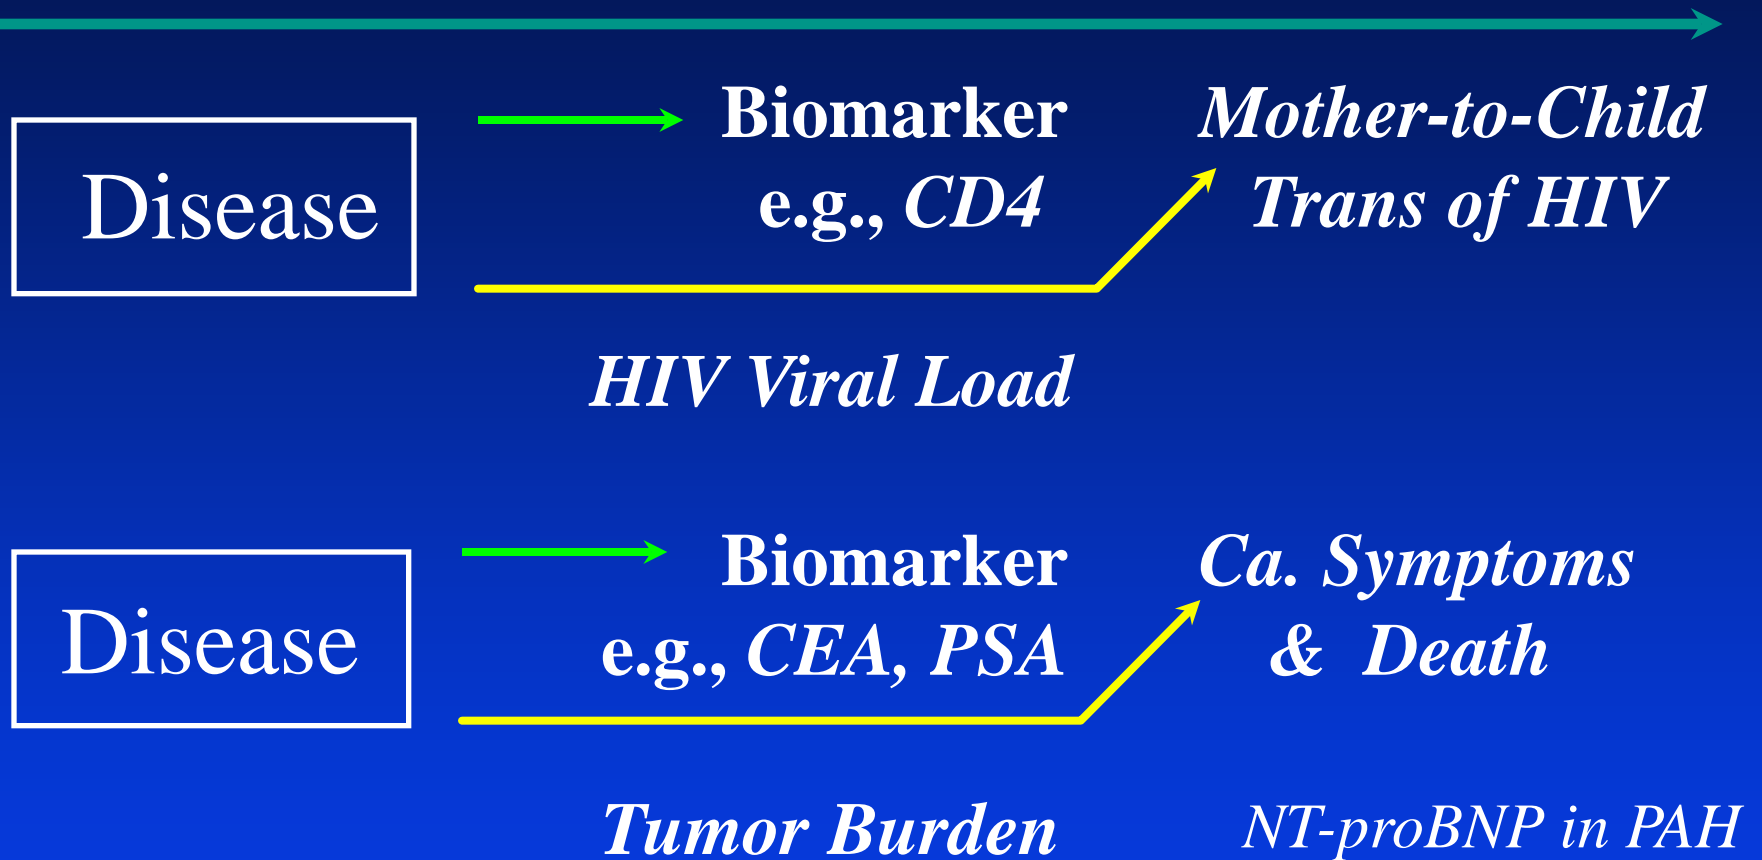 Disease
Biomarker
e.g., CD4
Mother-to-Child
Trans of HIV
HIV Viral Load
Disease
Biomarker
e.g., CEA, PSA
Ca. Symptoms
& Death
Tumor Burden
NT-proBNP in PAH